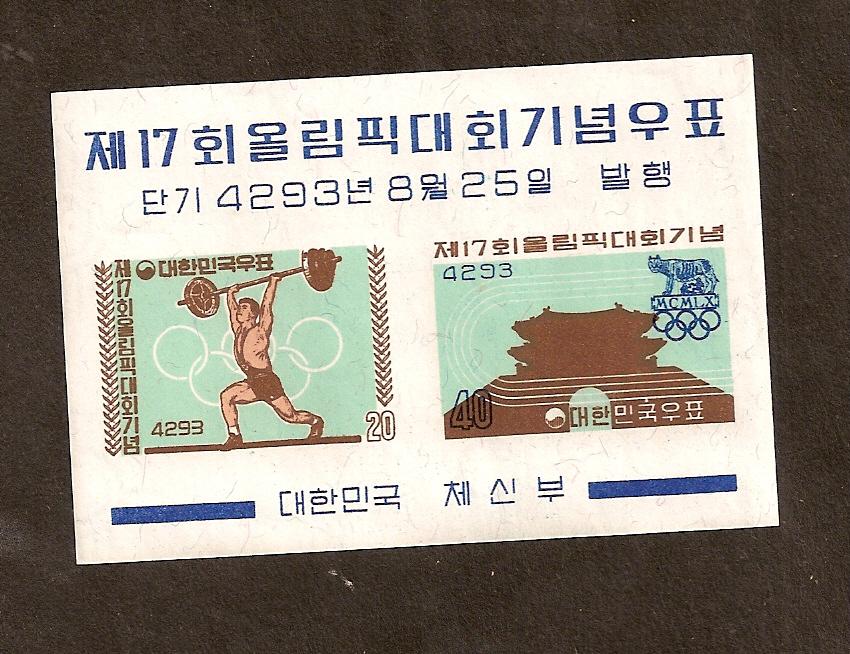 제17회올림픽대회기념우표
단기 4293년 8월 25일 발행
제17회올림픽대회기념
대한민국우표
4293
20
제17회올림픽대회기념
4293
MCMLX
40
대한민국우표
대한민국 체신부